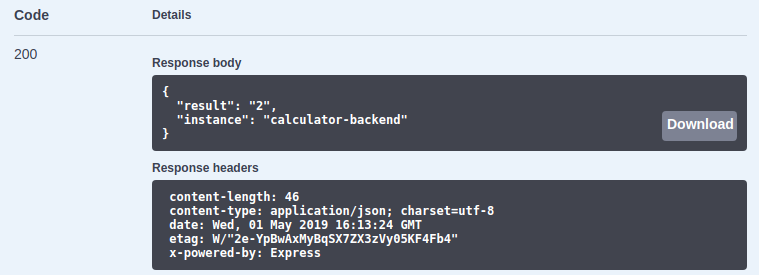 Code Details
200
Response body
{
  "result": "2",
  "instance": "calculator-backend"
}
Download
Response headers
content-length: 46
content-type: application/json; charset=utf-8
date: Wed, 01 May 2019 16:13:24 GMT
etag: W/"2e-YpBwAxMyBqSX7ZX3zVy05KF4Fb4"
x-powered-by: Express